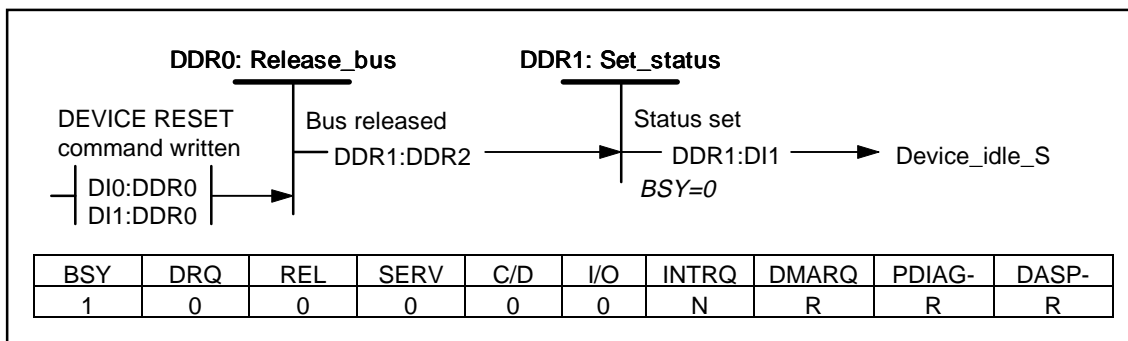 DDR0: Release_bus
DDR1: Set_status
DEVICE RESET
command written
DI0:DDR0
DI1:DDR0
Bus released
DDR1:DDR2
Status set
DDR1:DI1
BSY=0
Device_idle_S
BSY DRQ REL SERV C/D I/O INTRQ DMARQ PDIAG- DASP-
1 0 0 0 0 0 N R R R